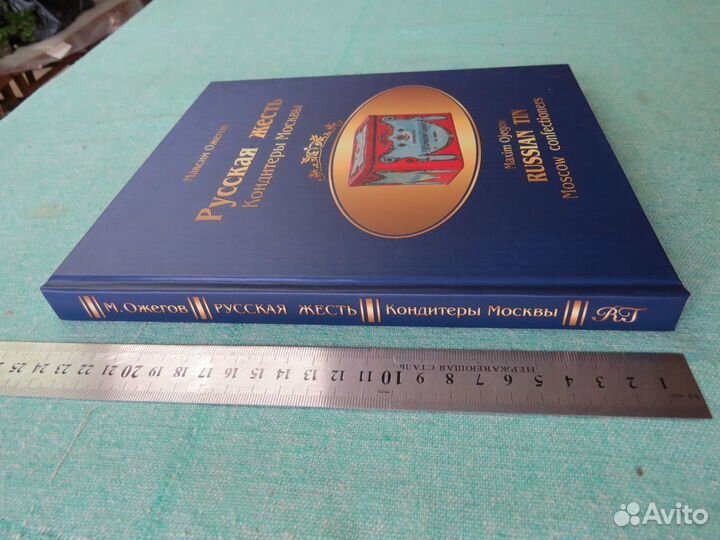 Максим Ожегов
Русская жесть
Кондитеры Москвы
Maxim Ojegov
RUSSIAN TIN
Moscow confectioners
М. ОЖЕГОВ
РУССКАЯ ЖЕСТЬ
КОНДИТЕРЫ МОСКВЫ
RT
НЕРЖАВЕЮЩАЯ СТАЛЬ
1 2 3 4 5 6 7 8 9 10 11 12 13 14 15 16 17 18 19 20 21 22 23 24 25
Avito